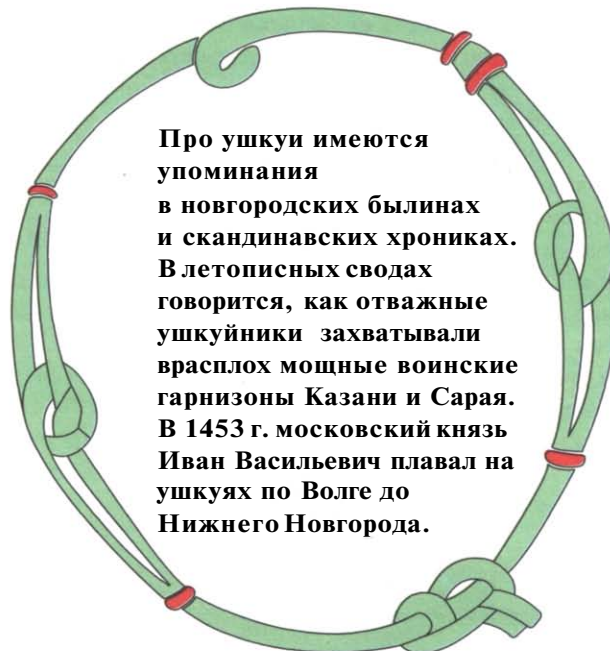 Про ушкуи имеются
упоминания
в новгородских былинах
и скандинавских хрониках.
В летописных сводах
говорится, как отважные
ушкуйники захватывали
врасплох мощные воинские
гарнизоны Казани и Сарая.
В 1453 г. московский князь
Иван Васильевич плавал на
ушкуях по Волге до
Нижнего Новгорода.